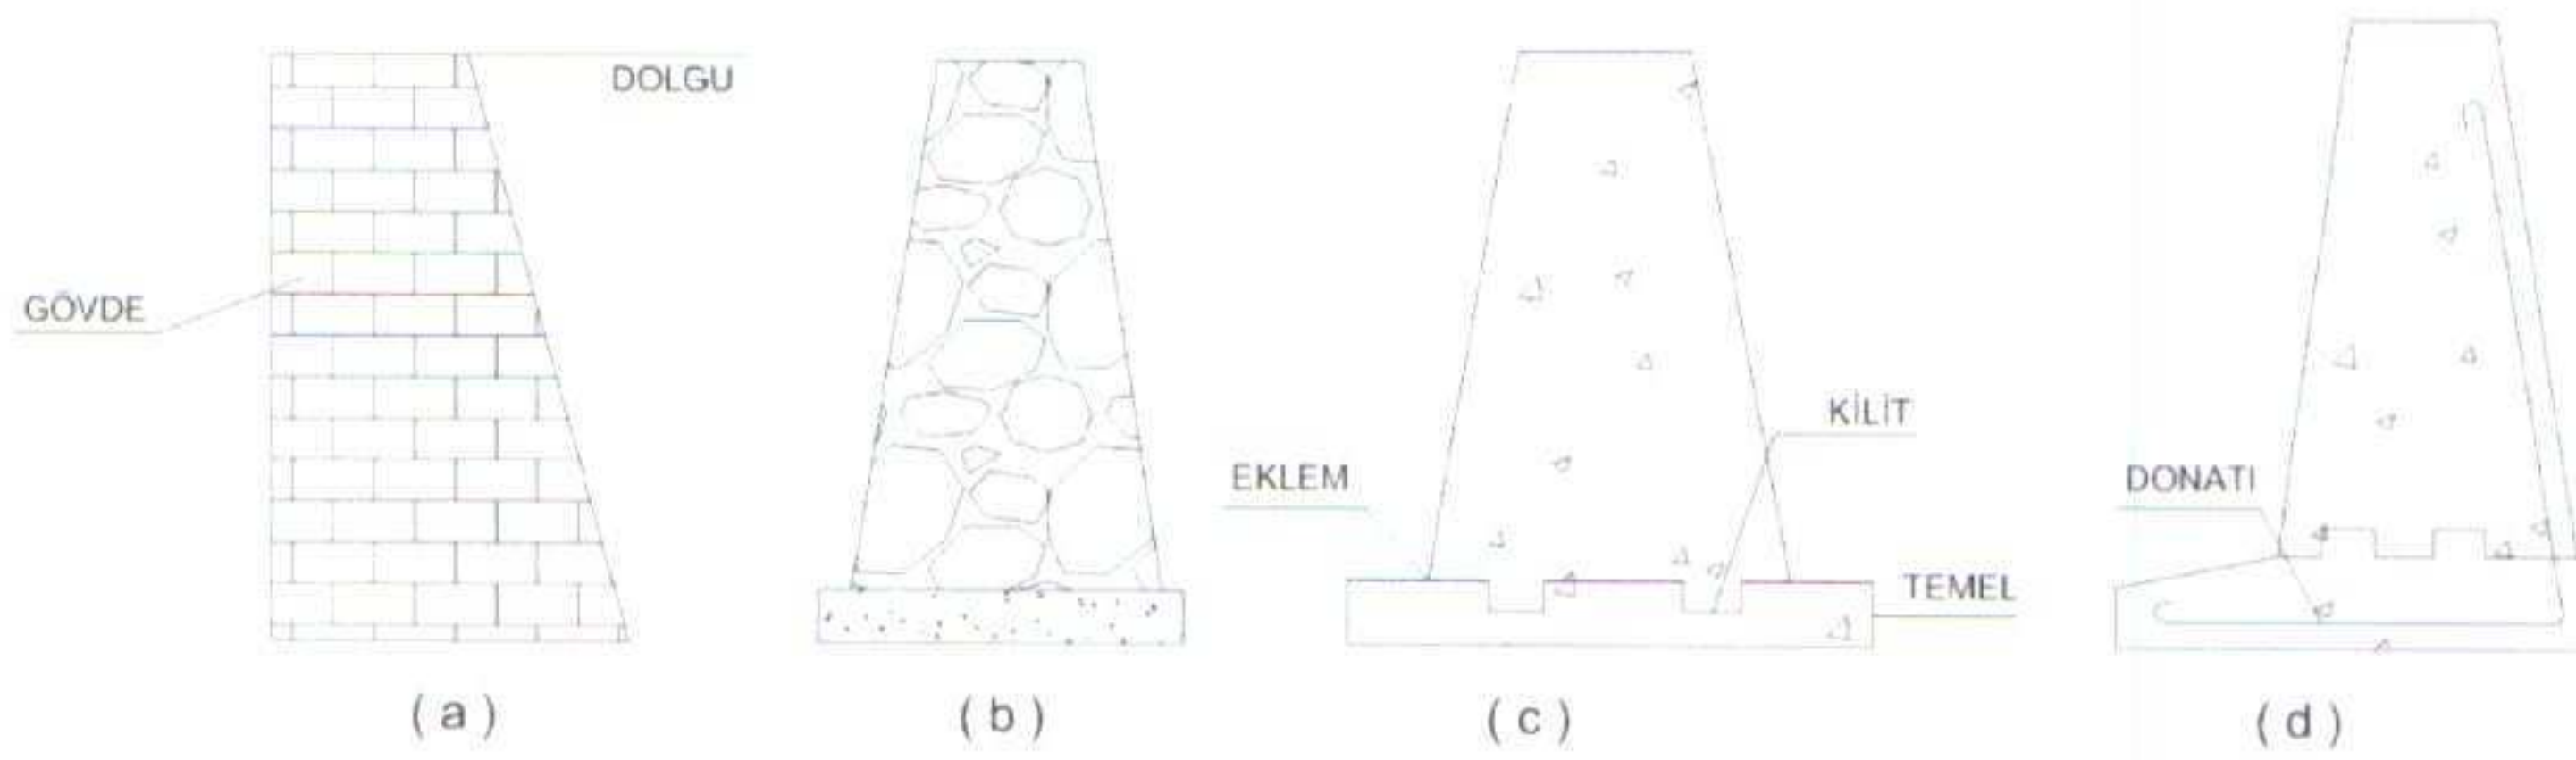 DOLGU
GÖVDE
KİLİT
EKLEM
DONATI
TEMEL
( a )
( b )
( c )
( d )